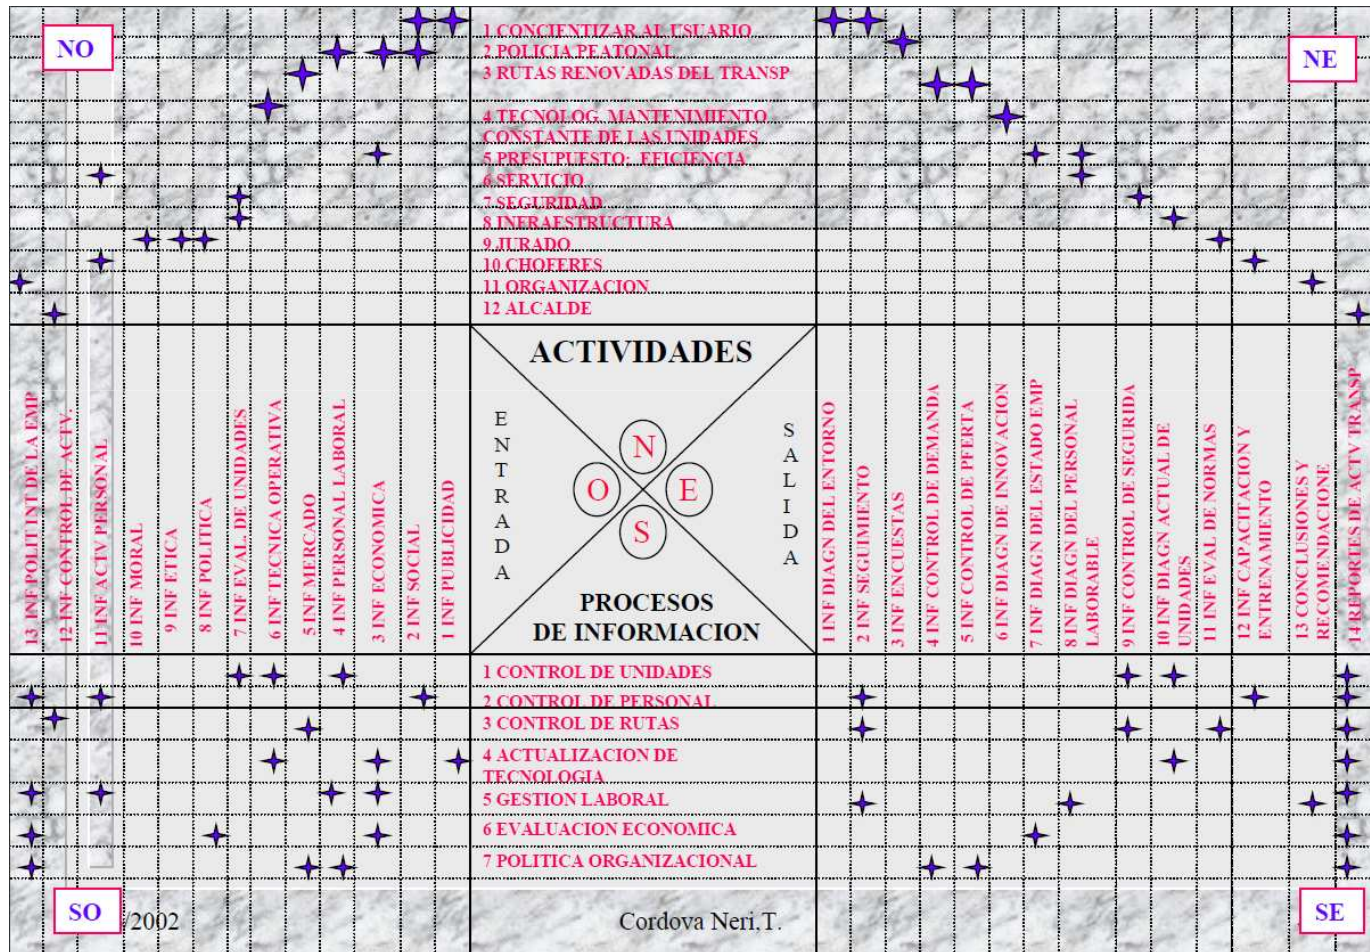 NO
NE
1 CONCIENTIZAR AL USUARIO
2 POLICIA PEATONAL
3 RUTAS RENOVADAS DEL TRANSP
4 TECNOLOG. MANTENIMIENTO
CONSTANTE DE LAS UNIDADES
5 PRESUPUESTO: EFICIENCIA
6 SERVICIO
7 SEGURIDAD
8 INFRAESTRUCTURA
9 JURADO
10 CHOFERES
11 ORGANIZACION
12 ALCALDE
13 INF POLIT INT DE LA EMP
12 INF CONTROL DE ACTV.
11 INF ACTV PERSONAL
10 INF MORAL
9 INF ETICA
8 INF POLITICA
7 INF EVAL. DE UNIDADES
6 INF TECNICA OPERATIVA
5 INF MERCADO
4 INF PERSONAL LABORAL
3 INF ECONOMICA
2 INF SOCIAL
1 INF PUBLICIDAD
ACTIVIDADES
ENTRADA
N
O
E
S
SALIDA
PROCESOS
DE INFORMACION
1 INF DIAGN DEL ENTORNO
2 INF SEGUIMIENTO
3 INF ENCUESTAS
4 INF CONTROL DE DEMANDA
5 INF CONTROL DE PFERTA
6 INF DIAGN DE INNOVACION
7 INF DIAGN DEL ESTADO EMP
8 INF DIAGN DEL PERSONAL
LABORABLE
9 INF CONTROL DE SEGURIDA
10 INF DIAGN ACTUAL DE
UNIDADES
11 INF EVAL DE NORMAS
12 INF CAPACITACION Y
ENTRENAMIENTO
13 CONCLUSIONES Y
RECOMENDACIONE
14 REPORTES DE ACTV TRANSP
1 CONTROL DE UNIDADES
2 CONTROL DE PERSONAL
3 CONTROL DE RUTAS
4 ACTUALIZACION DE
TECNOLOGIA
5 GESTION LABORAL
6 EVALUACION ECONOMICA
7 POLITICA ORGANIZACIONAL
SO
/2002
Cordova Neri,T.
SE